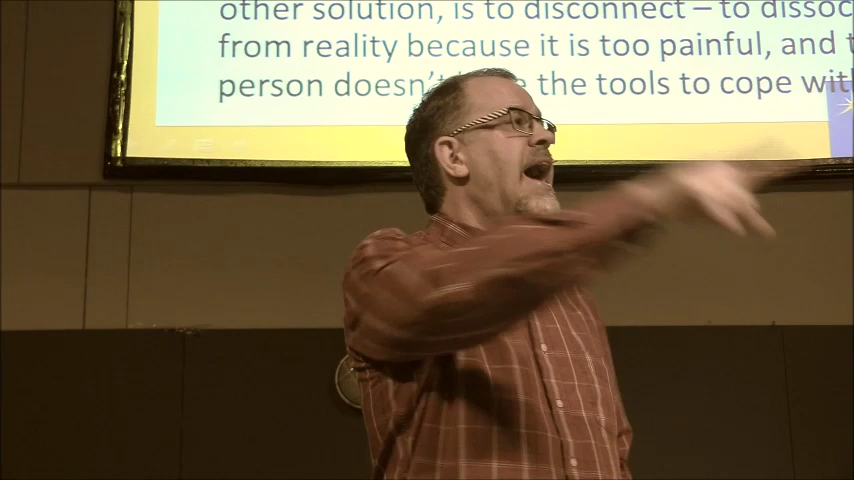 other solution, is to disconnect – to dissoc
from reality because it is too painful, and t
person doesn't the tools to cope with